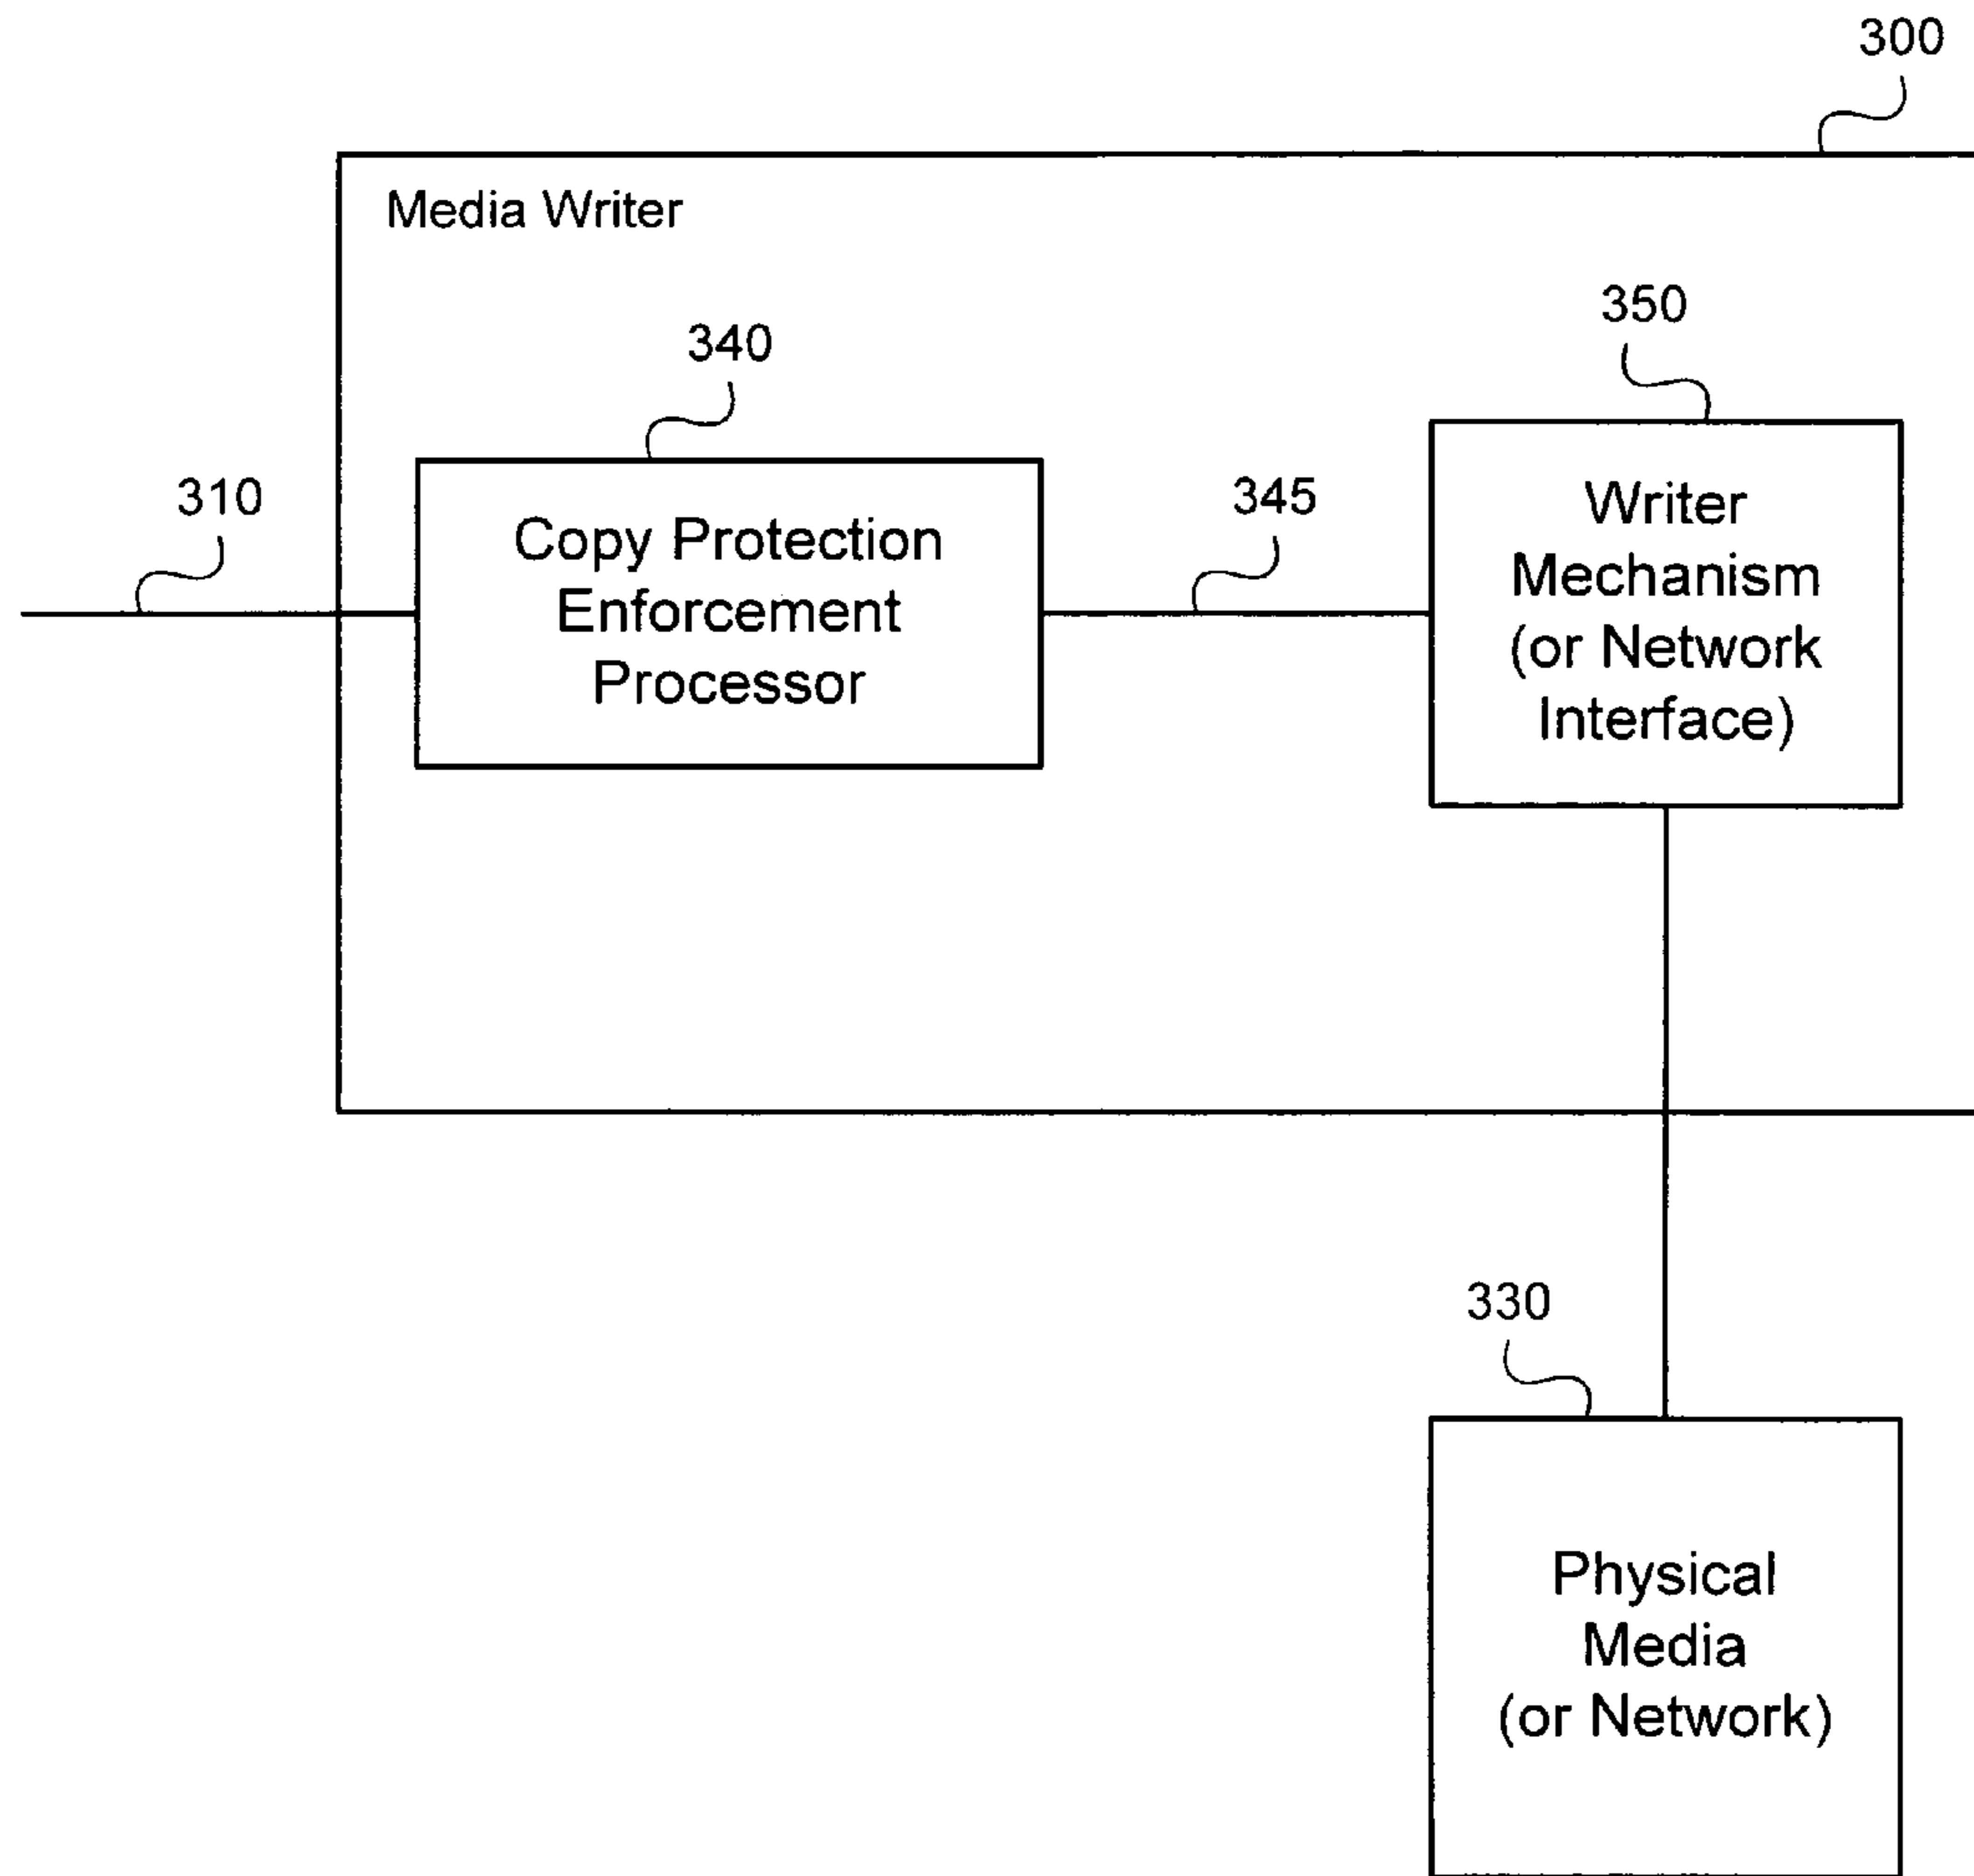 300
Media Writer
350
340
310
345
Copy Protection
Enforcement
Processor
Writer
Mechanism
(or Network
Interface)
330
Physical
Media
(or Network)